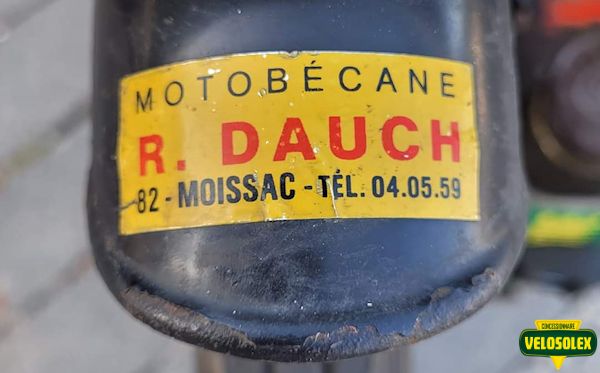 MOTOBÉCANE
R. DAUCH
82 - MOISSAC - TÉL. 04.05.59
CONCESSIONNAIRE
VELOSOLEX